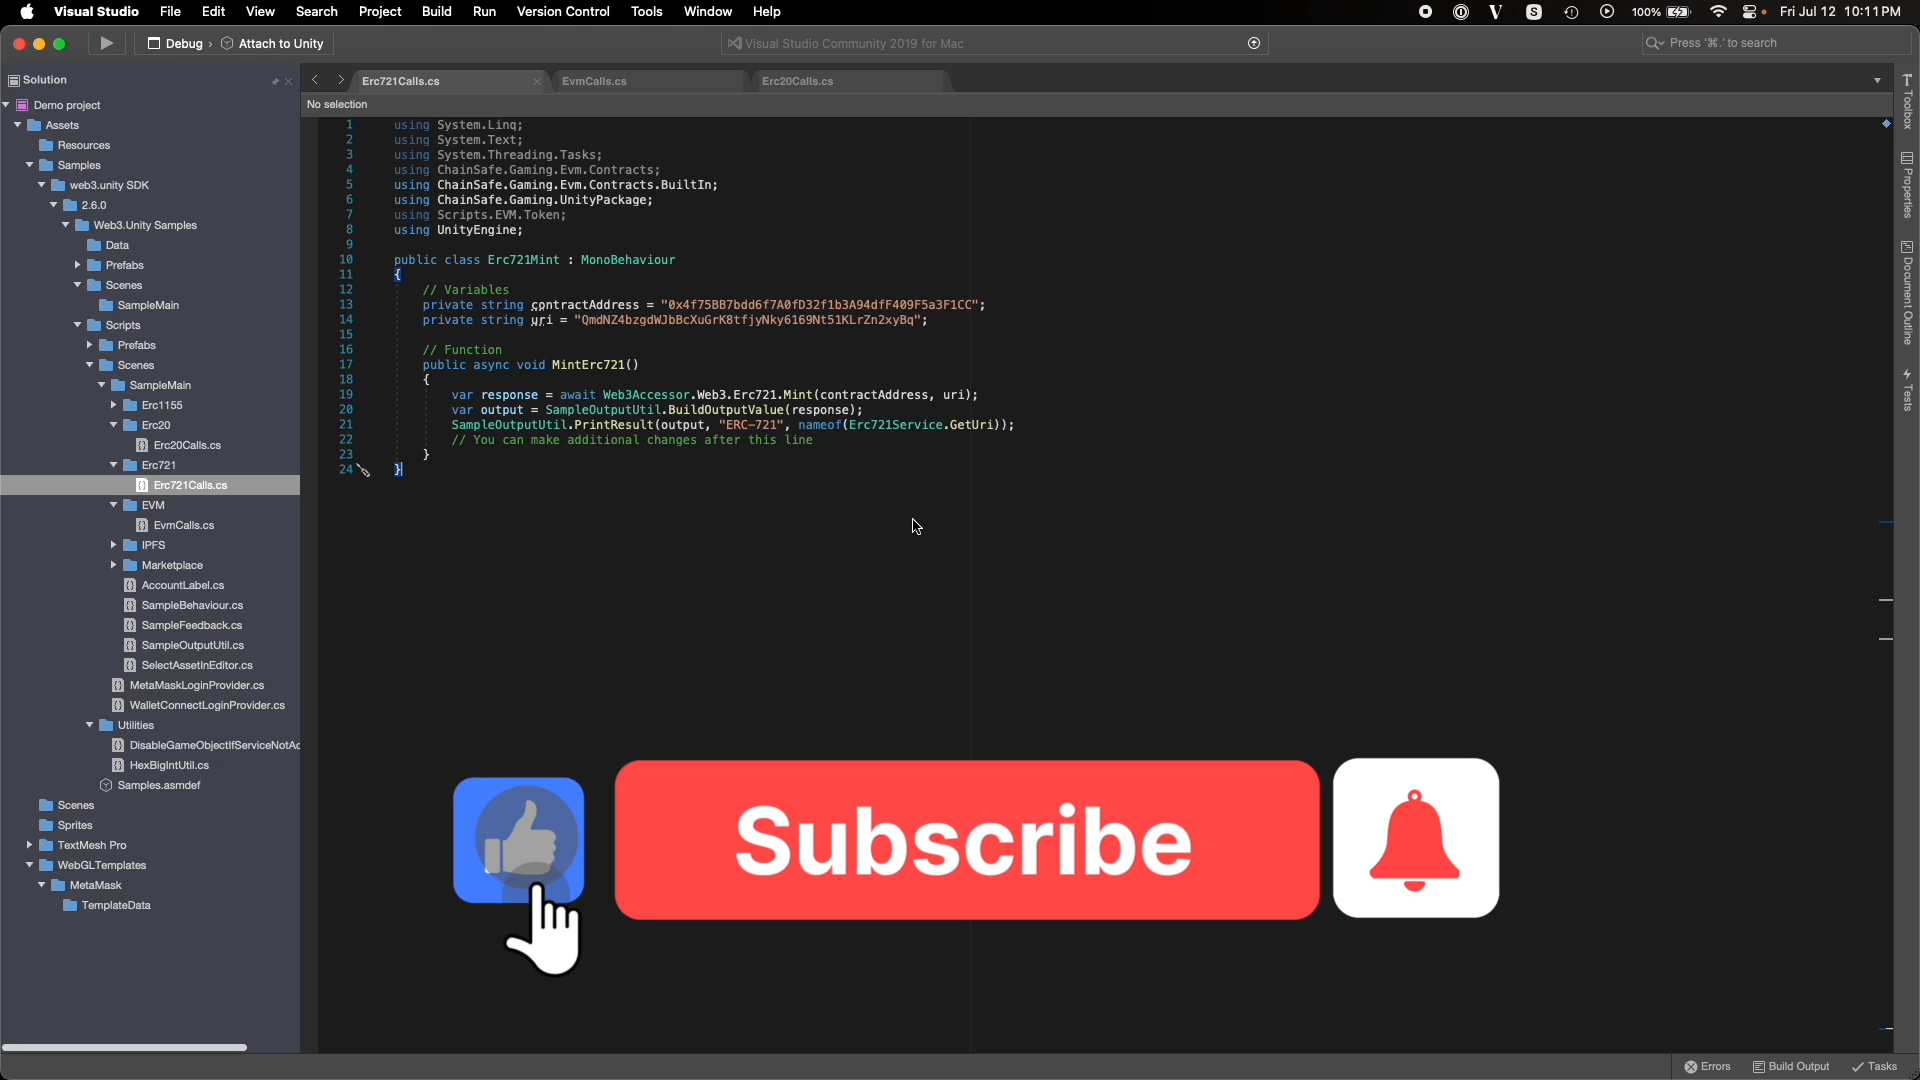 Visual Studio File Edit View Search Project Build Run Version Control Tools Window Help 100% Fri Jul 12 10:11 PM
Debug › Attach to Unity Visual Studio Community 2019 for Mac Press '⌘.' to search
Solution
Demo project
Assets
Resources
Samples
web3.unity SDK
2.6.0
Web3.Unity Samples
Data
Prefabs
Scenes
SampleMain
Scripts
Prefabs
Scenes
SampleMain
Erc1155
Erc20
Erc20Calls.cs
Erc721
Erc721Calls.cs
EVM
EvmCalls.cs
IPFS
Marketplace
AccountLabel.cs
SampleBehaviour.cs
SampleFeedback.cs
SampleOutputUtil.cs
SelectAssetInEditor.cs
MetaMaskLoginProvider.cs
WalletConnectLoginProvider.cs
Utilities
DisableGameObjectIfServiceNotAc
HexBigIntUtil.cs
Samples.asmdef
Scenes
Sprites
TextMesh Pro
WebGLTemplates
MetaMask
TemplateData
Erc721Calls.cs EvmCalls.cs Erc20Calls.cs
No selection
1 using System.Linq;
2 using System.Text;
3 using System.Threading.Tasks;
4 using ChainSafe.Gaming.Evm.Contracts;
5 using ChainSafe.Gaming.Evm.Contracts.BuiltIn;
6 using ChainSafe.Gaming.UnityPackage;
7 using Scripts.EVM.Token;
8 using UnityEngine;
9
10 public class Erc721Mint : MonoBehaviour
11 {
12 // Variables
13 private string contractAddress = "0x4f75BB7bdd6f7A0fD32f1b3A94dfF409F5a3F1CC";
14 private string uri = "QmdNZ4bzgdWJbBcXuGrK8tfjyNky6169Nt51KLrZn2xyBq";
15
16 // Function
17 public async void MintErc721()
18 {
19 var response = await Web3Accessor.Web3.Erc721.Mint(contractAddress, uri);
20 var output = SampleOutputUtil.BuildOutputValue(response);
21 SampleOutputUtil.PrintResult(output, "ERC-721", nameof(Erc721Service.GetUri));
22 // You can make additional changes after this line
23 }
24 }
Subscribe
Toolbox
Properties
Document Outline
Tests
Errors Build Output Tasks